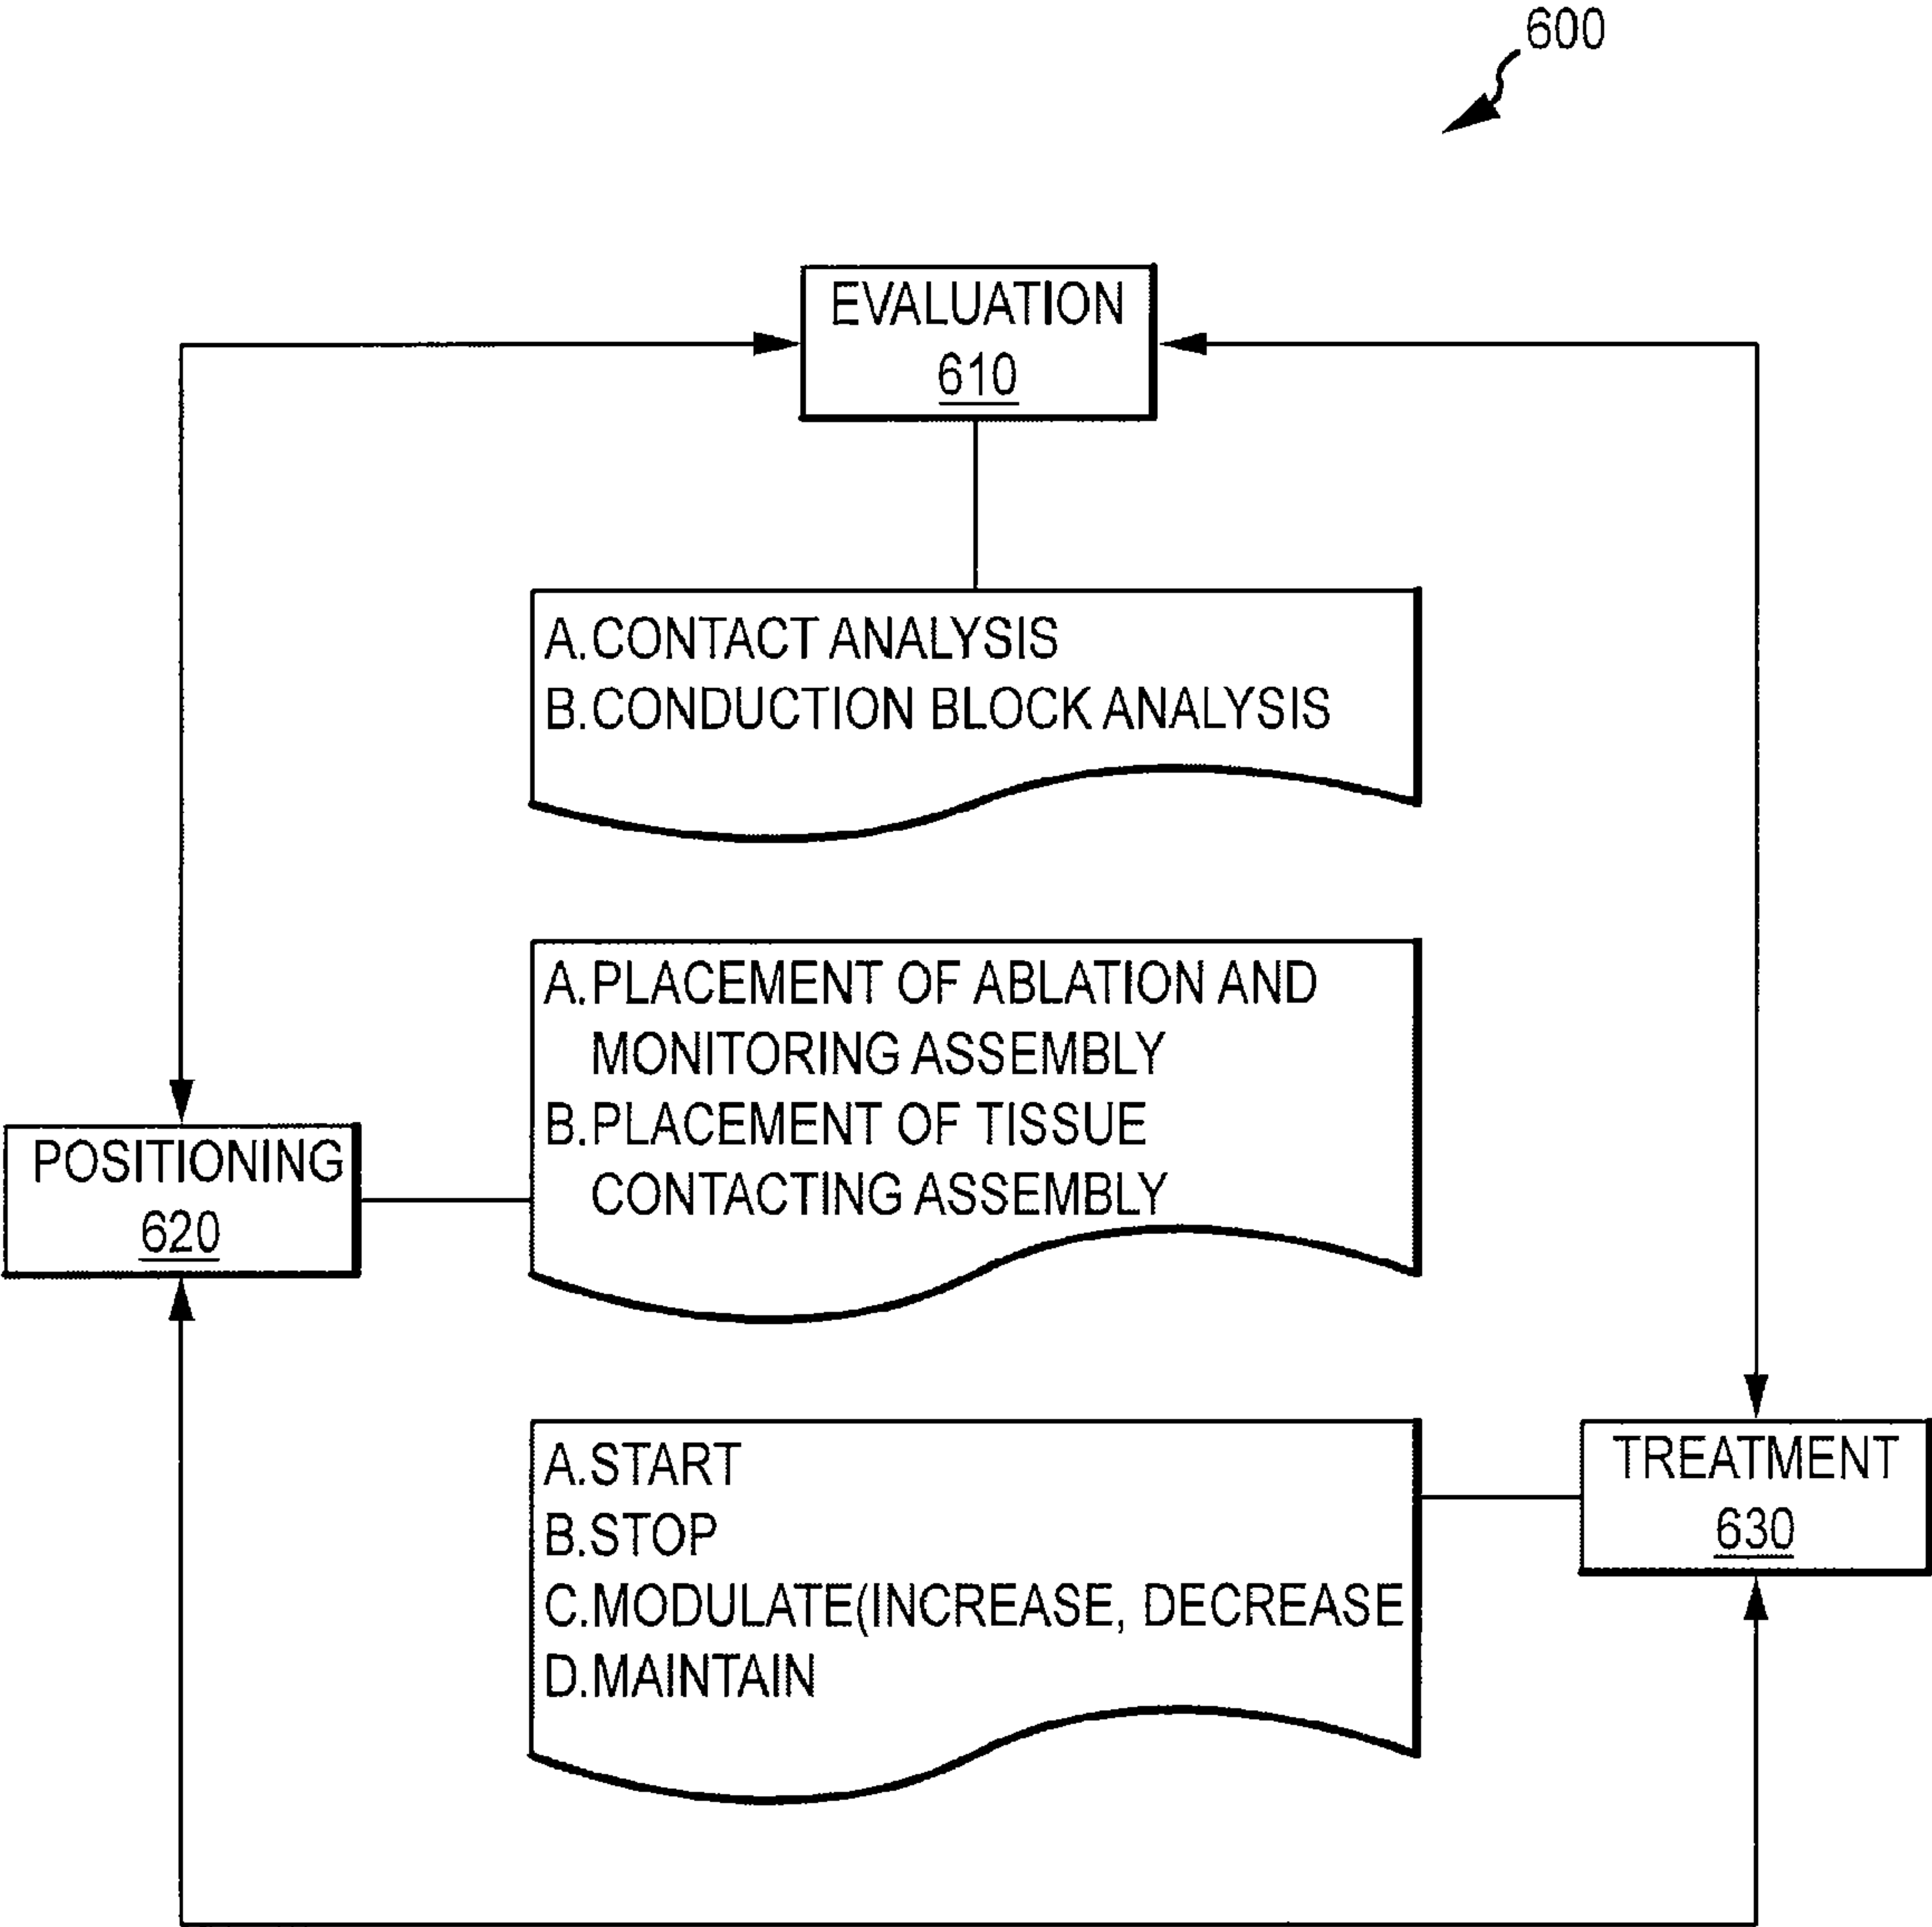 600
EVALUATION
610
A. CONTACT ANALYSIS
B. CONDUCTION BLOCK ANALYSIS
A. PLACEMENT OF ABLATION AND
MONITORING ASSEMBLY
B. PLACEMENT OF TISSUE
CONTACTING ASSEMBLY
POSITIONING
620
A. START
B. STOP
C. MODULATE(INCREASE, DECREASE
D. MAINTAIN
TREATMENT
630